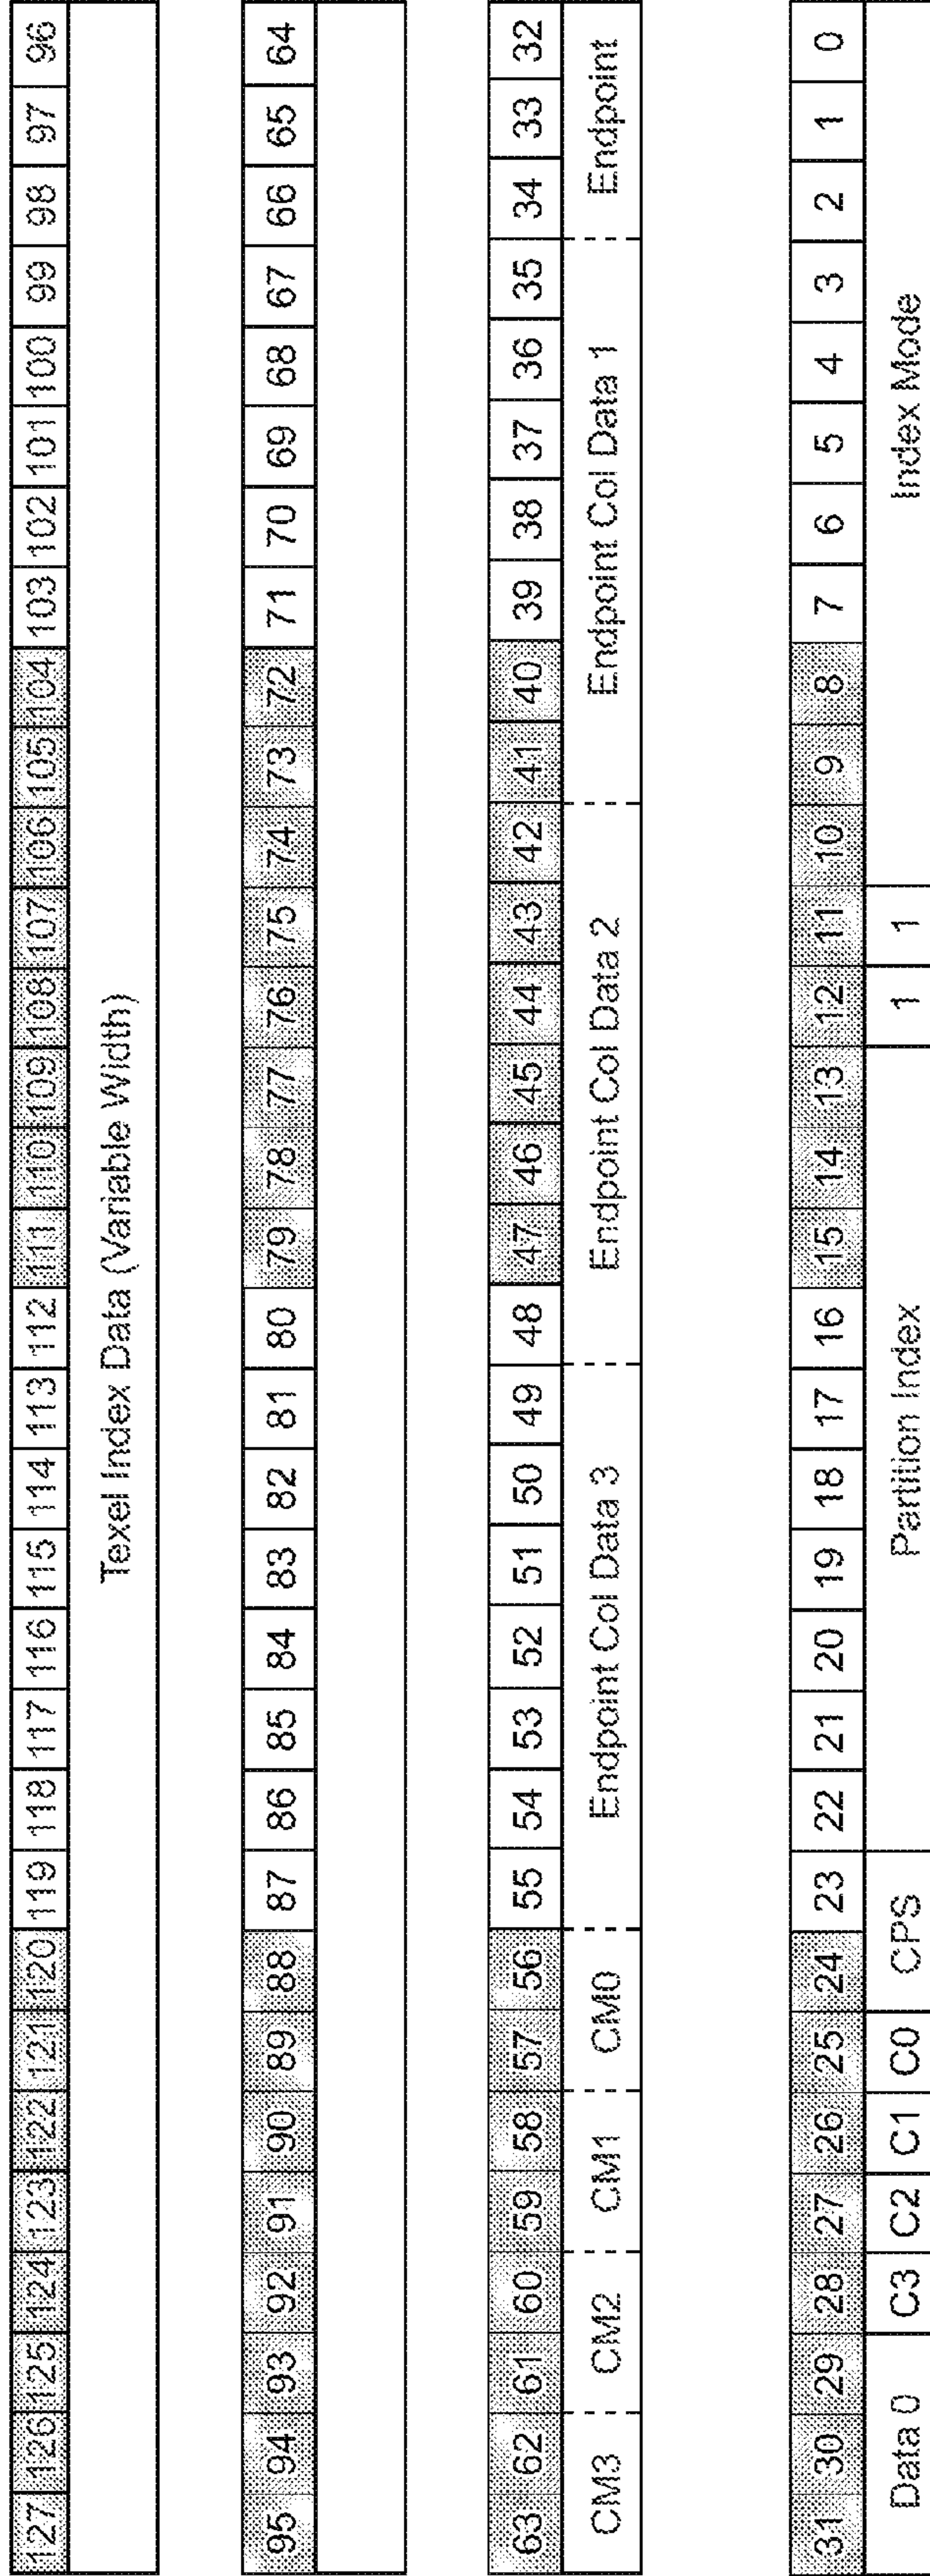 127 126 125 124 123 122 121 120 119 118 117 116 115 114 113 112 111 110 109 108 107 106 105 104 103 102 101 100 99 98 97 96
Texel Index Data (Variable Width)
95 94 93 92 91 90 89 88 87 86 85 84 83 82 81 80 79 78 77 76 75 74 73 72 71 70 69 68 67 66 65 64
63 62 61 60 59 58 57 56 55 54 53 52 51 50 49 48 47 46 45 44 43 42 41 40 39 38 37 36 35 34 33 32
CM3 CM2 CM1 CM0 Endpoint Col Data 3 Endpoint Col Data 2 Endpoint Col Data 1 Endpoint
31 30 29 28 27 26 25 24 23 22 21 20 19 18 17 16 15 14 13 12 11 10 9 8 7 6 5 4 3 2 1 0
Data 0 C3 C2 C1 C0 CPS Partition Index 1 1 Index Mode